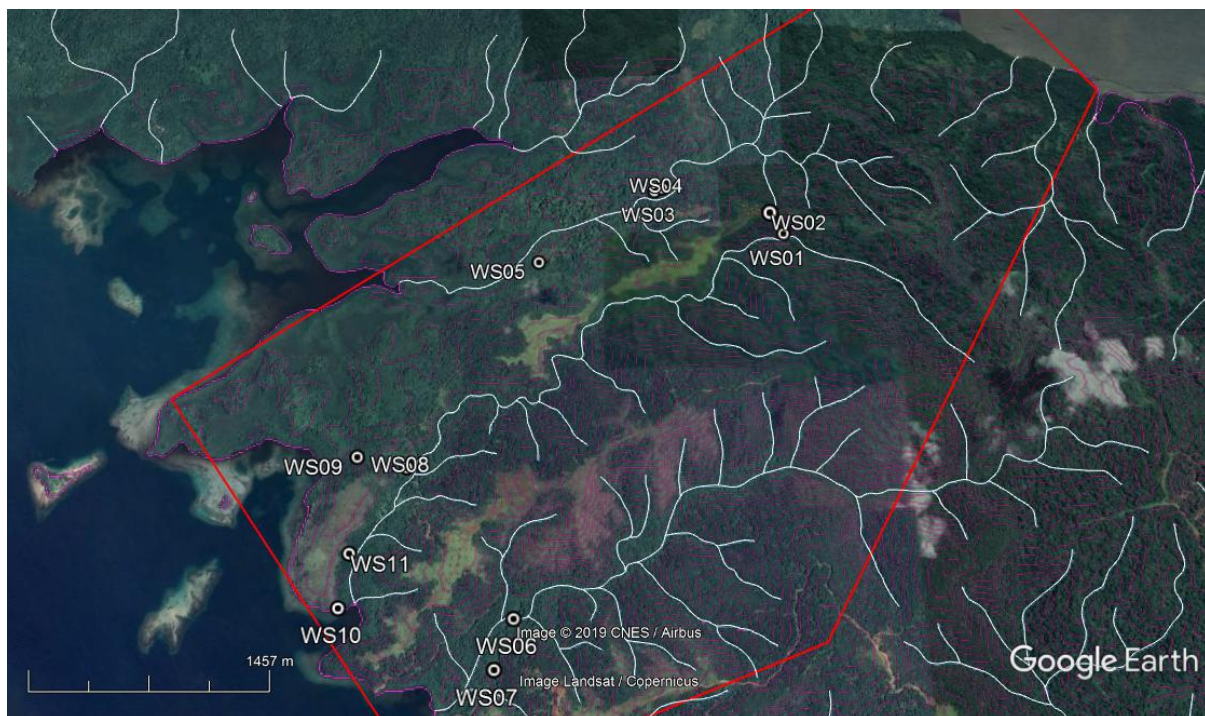 WS04
WS03
WS02
WS01
WS05
WS09
WS08
WS11
WS10
WS06
WS07
Image © 2019 CNES / Airbus
Image Landsat / Copernicus
1457 m
Google Earth